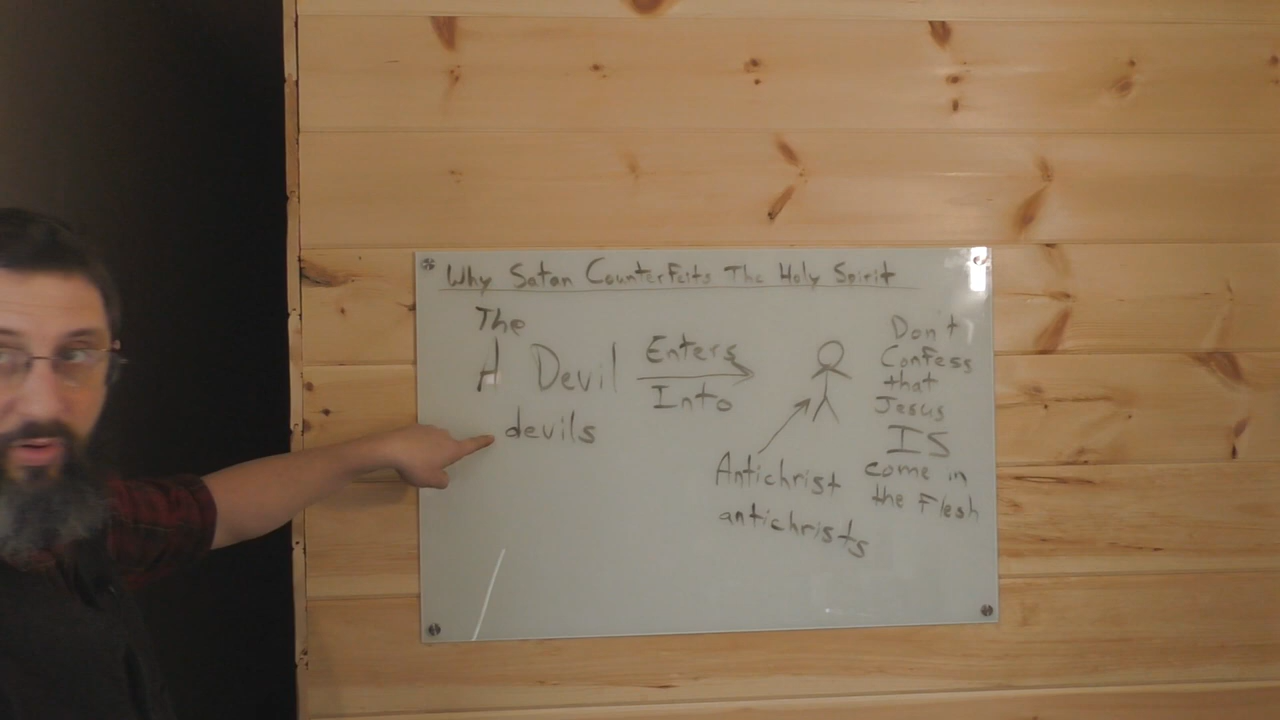 Why Satan Counterfeits The Holy Spirit
The
A Devil
devils
Enters
Into
Antichrist
antichrists
Don't
Confess
that
Jesus
IS
come in
the Flesh